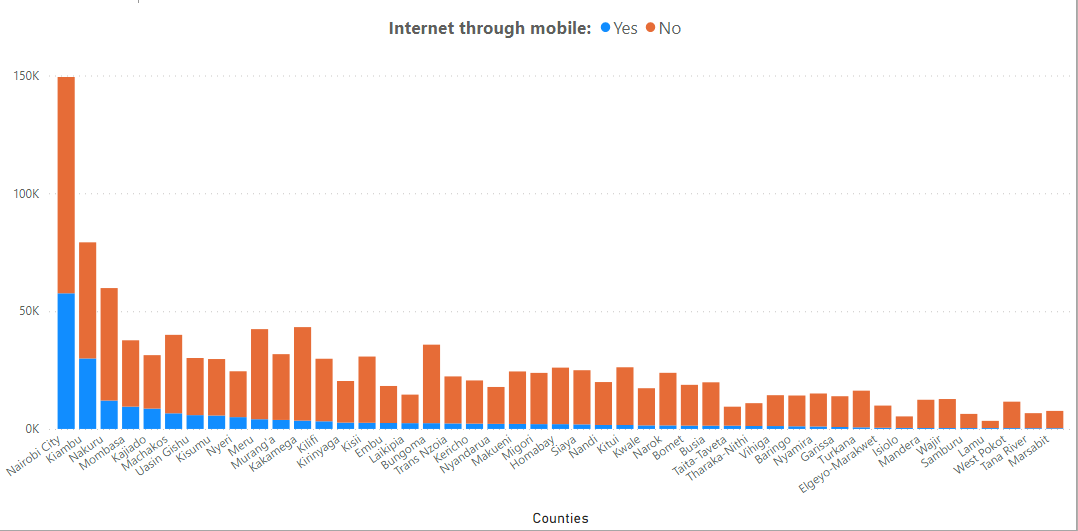 Internet through mobile: Yes No
150K
100K
50K
0K
Nairobi City
Kiambu
Nakuru
Mombasa
Kajiado
Machakos
Uasin Gishu
Kisumu
Nyeri
Meru
Murang'a
Kakamega
Kilifi
Kirinyaga
Kisii
Embu
Laikipia
Bungoma
Trans Nzoia
Kericho
Nyandarua
Makueni
Migori
Homabay
Siaya
Nandi
Kitui
Kwale
Narok
Bomet
Busia
Taita-Taveta
Tharaka-Nithi
Vihiga
Baringo
Nyamira
Garissa
Turkana
Elgeyo-Marakwet
Isiolo
Mandera
Wajir
Samburu
Lamu
West Pokot
Tana River
Marsabit
Counties